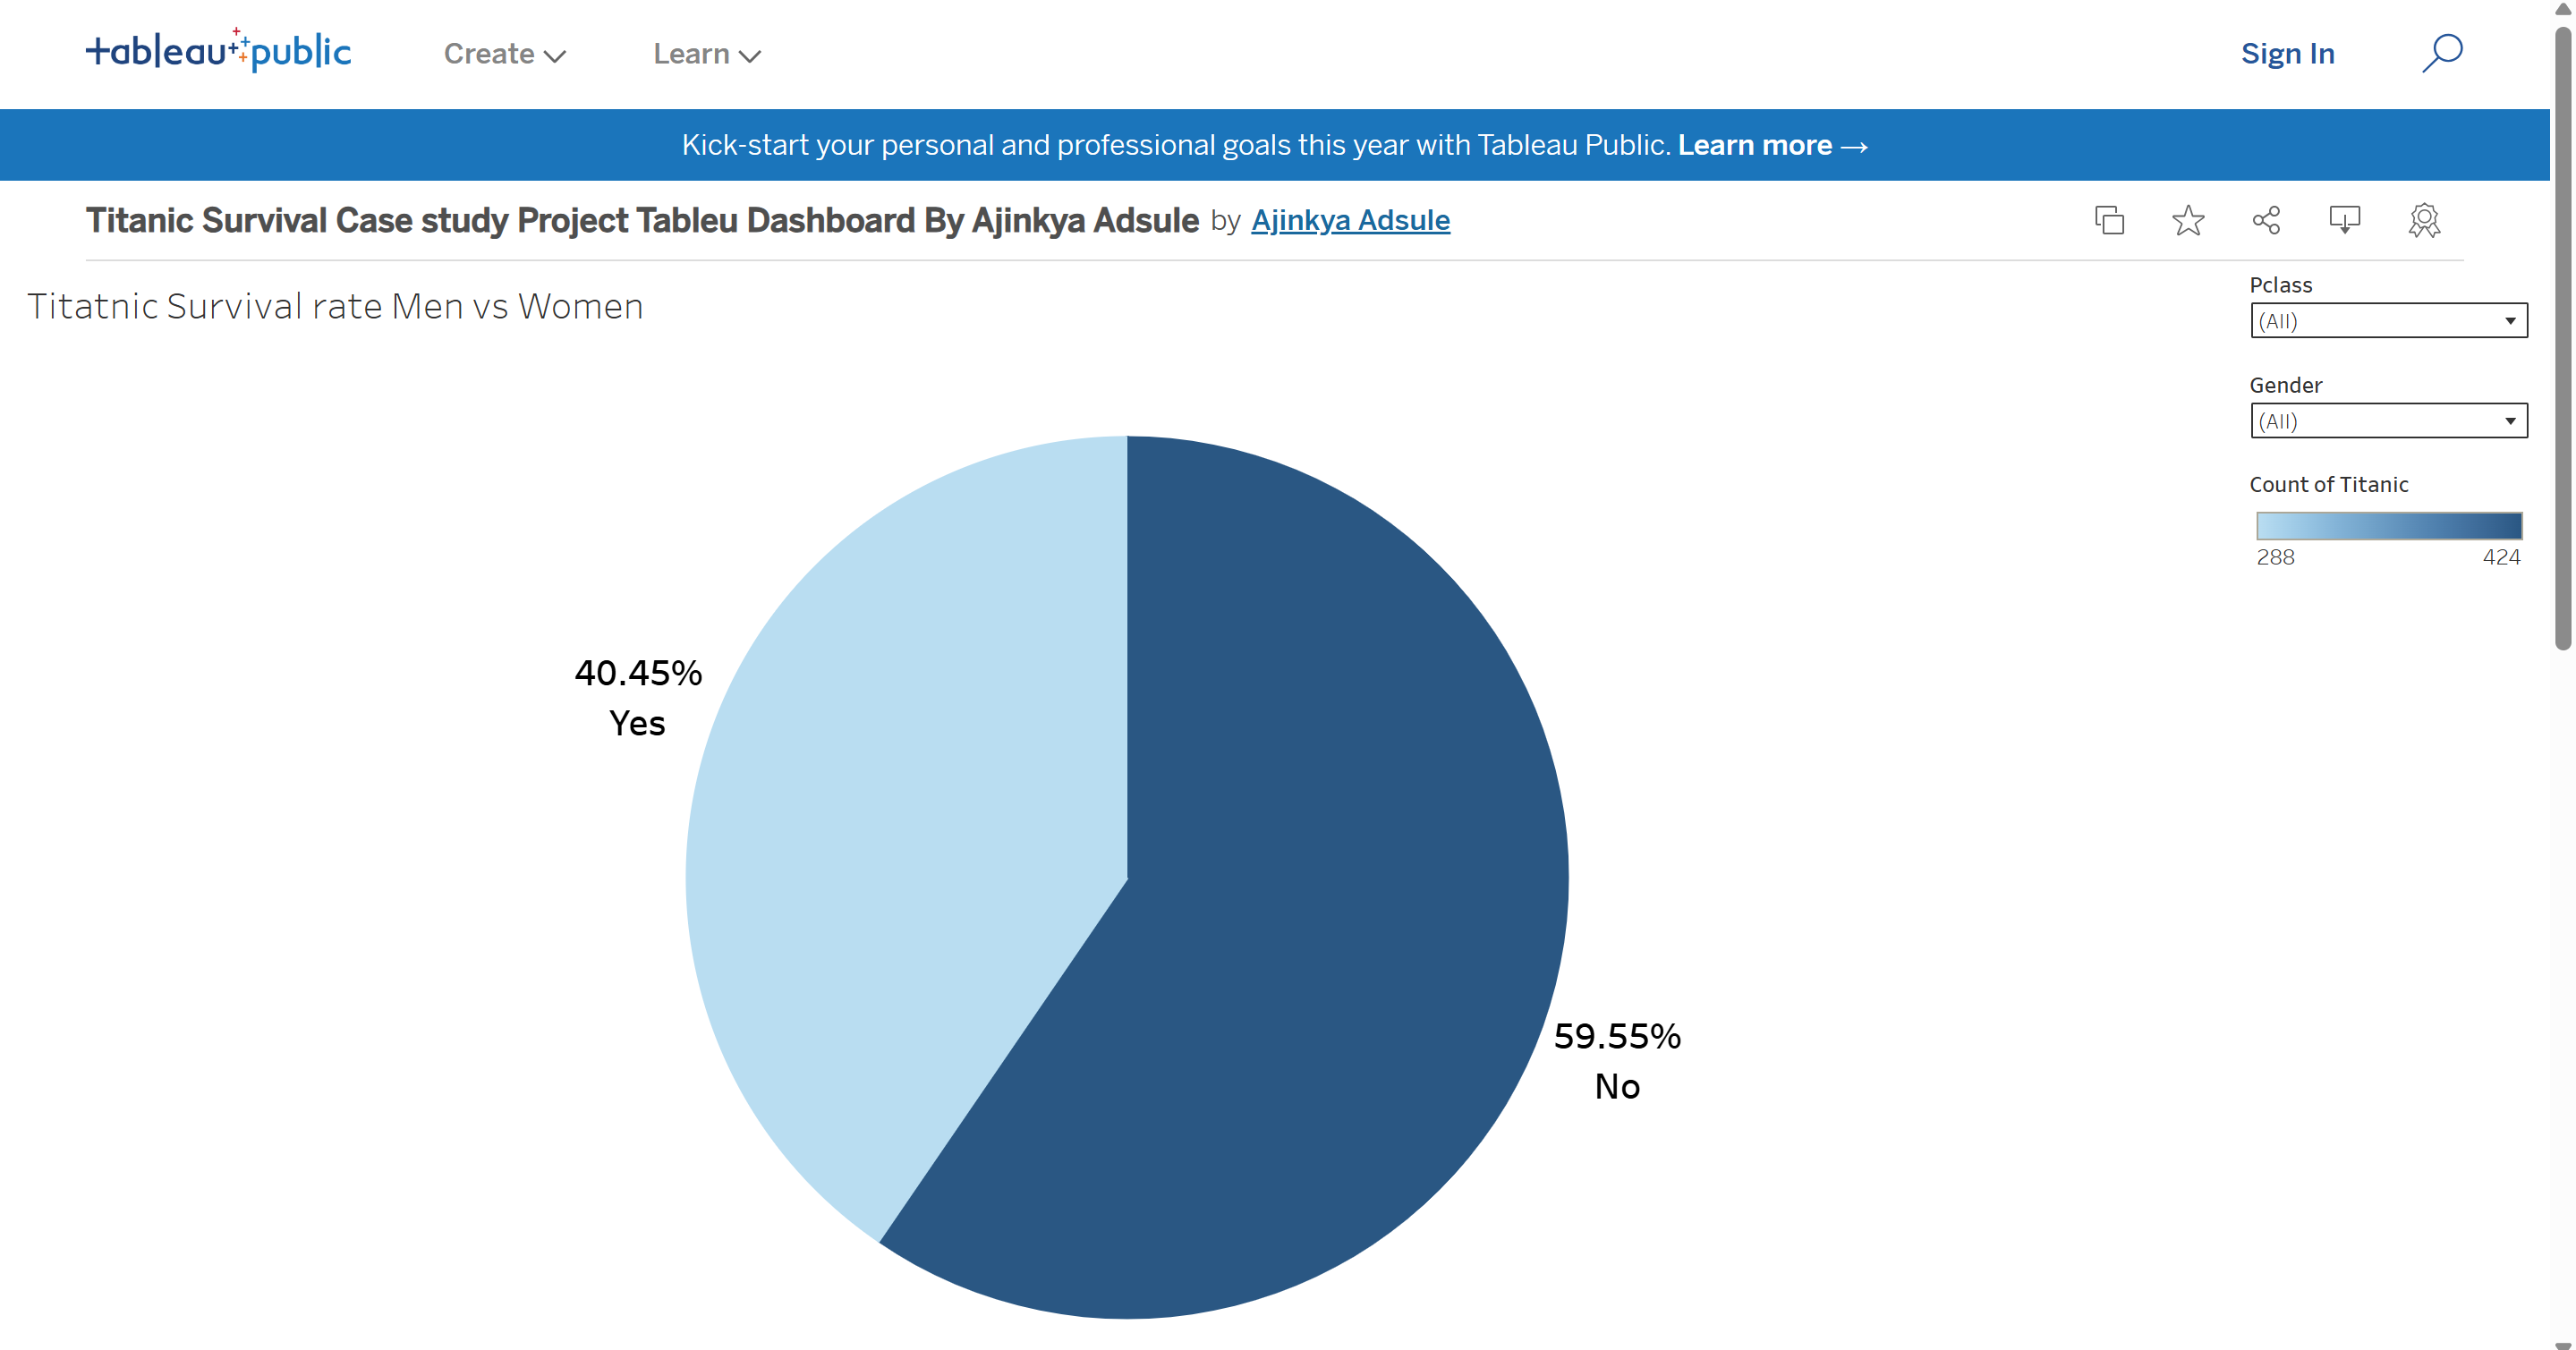 tableau public
Create
Learn
Sign In
Kick-start your personal and professional goals this year with Tableau Public. Learn more →
Titanic Survival Case study Project Tableu Dashboard By Ajinkya Adsule by Ajinkya Adsule
Titatnic Survival rate Men vs Women
Pclass
(All)
Gender
(All)
Count of Titanic
288 424
40.45%
Yes
59.55%
No